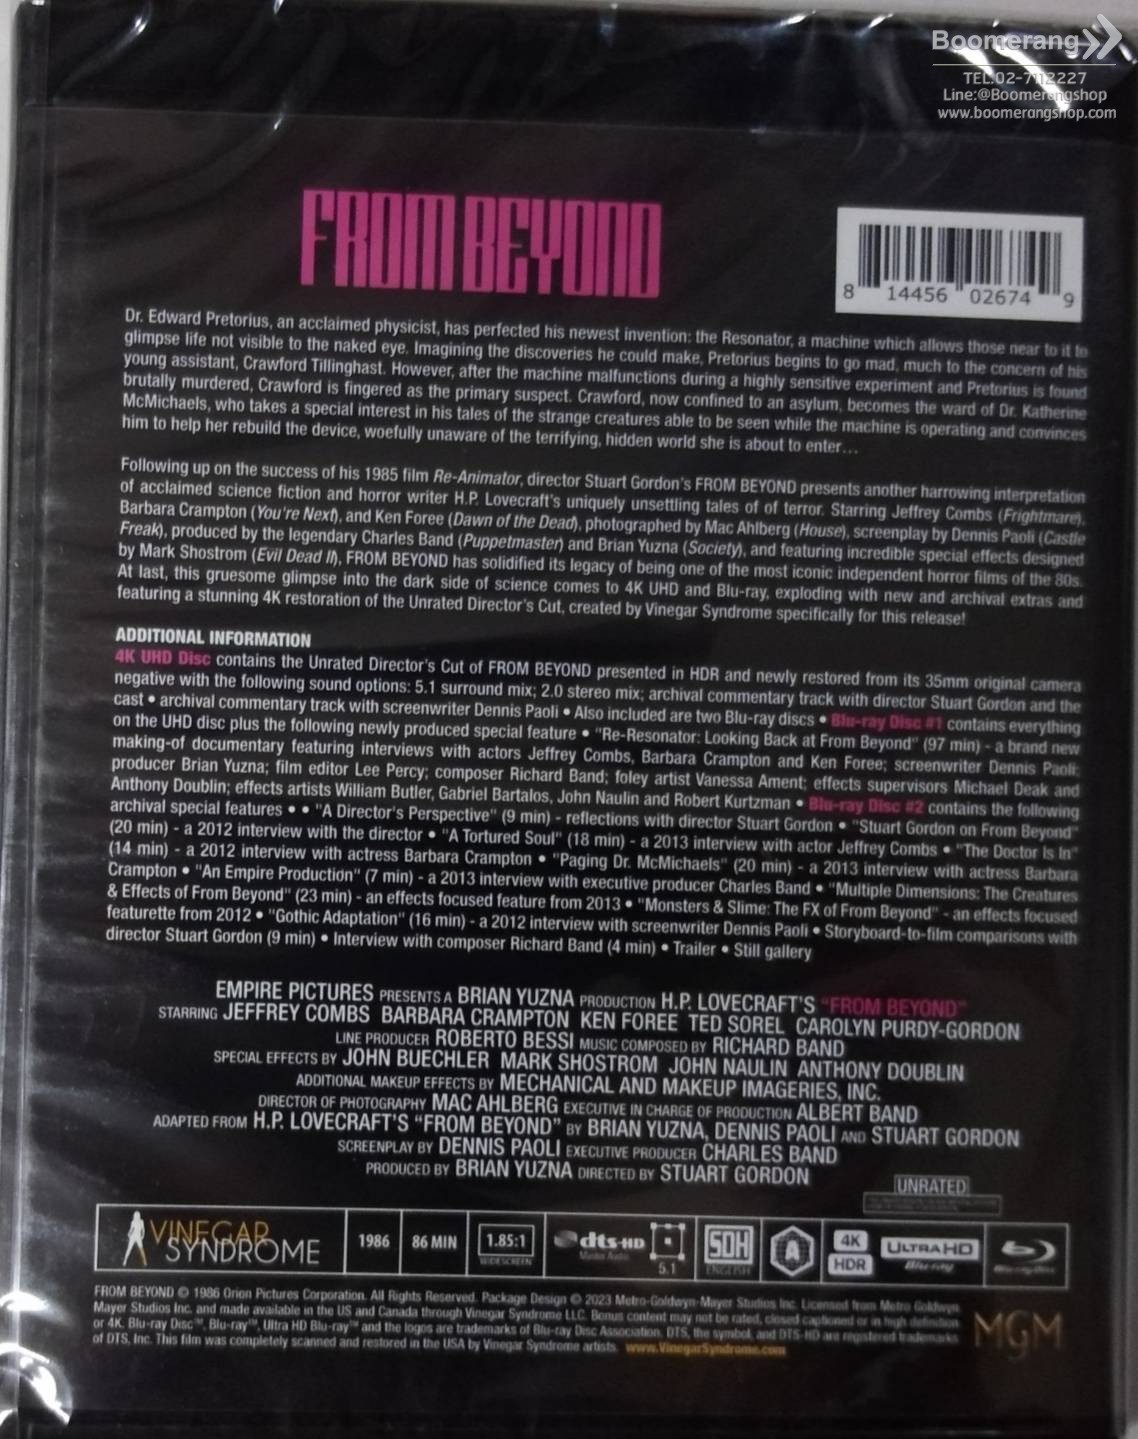 Boomerang
TEL:02-7112227
Line:@Boomerangshop
www.boomerangshop.com
FROM BEYOND
8 14456 02674 9
Dr. Edward Pretorius, an acclaimed physicist, has perfected his newest invention: the Resonator, a machine which allows those near to it to
glimpse life not visible to the naked eye. Imagining the discoveries he could make, Pretorius begins to go mad, much to the concern of his
young assistant, Crawford Tillinghast. However, after the machine malfunctions during a highly sensitive experiment and Pretorius is found
brutally murdered, Crawford is fingered as the primary suspect. Crawford, now confined to an asylum, becomes the ward of Dr. Katherine
McMichaels, who takes a special interest in his tales of the strange creatures able to be seen while the machine is operating and convinces
him to help her rebuild the device, woefully unaware of the terrifying, hidden world she is about to enter...
Following up on the success of his 1985 film Re-Animator, director Stuart Gordon's FROM BEYOND presents another harrowing interpretation
of acclaimed science fiction and horror writer H.P. Lovecraft's uniquely unsettling tales of of terror. Starring Jeffrey Combs (Frightmare),
Barbara Crampton (You're Next), and Ken Foree (Dawn of the Dead), photographed by Mac Ahlberg (House), screenplay by Dennis Paoli (Castle
Freak), produced by the legendary Charles Band (Puppetmaster) and Brian Yuzna (Society), and featuring incredible special effects designed
by Mark Shostrom (Evil Dead II), FROM BEYOND has solidified its legacy of being one of the most iconic independent horror films of the 80s.
At last, this gruesome glimpse into the dark side of science comes to 4K UHD and Blu-ray, exploding with new and archival extras and
featuring a stunning 4K restoration of the Unrated Director's Cut, created by Vinegar Syndrome specifically for this release!
ADDITIONAL INFORMATION
4K UHD Disc contains the Unrated Director's Cut of FROM BEYOND presented in HDR and newly restored from its 35mm original camera
negative with the following sound options: 5.1 surround mix; 2.0 stereo mix; archival commentary track with director Stuart Gordon and the
cast • archival commentary track with screenwriter Dennis Paoli • Also included are two Blu-ray discs • Blu-ray Disc #1 contains everything
on the UHD disc plus the following newly produced special feature • "Re-Resonator: Looking Back at From Beyond" (97 min) - a brand new
making-of documentary featuring interviews with actors Jeffrey Combs, Barbara Crampton and Ken Foree; screenwriter Dennis Paoli;
producer Brian Yuzna; film editor Lee Percy; composer Richard Band; foley artist Vanessa Ament; effects supervisors Michael Deak and
Anthony Doublin; effects artists William Butler, Gabriel Bartalos, John Naulin and Robert Kurtzman • Blu-ray Disc #2 contains the following
archival special features • • "A Director's Perspective" (9 min) - reflections with director Stuart Gordon • "Stuart Gordon on From Beyond"
(20 min) - a 2012 interview with the director • "A Tortured Soul" (18 min) - a 2013 interview with actor Jeffrey Combs • "The Doctor Is In"
(14 min) - a 2012 interview with actress Barbara Crampton • "Paging Dr. McMichaels" (20 min) - a 2013 interview with actress Barbara
Crampton • "An Empire Production" (7 min) - a 2013 interview with executive producer Charles Band • "Multiple Dimensions: The Creatures
& Effects of From Beyond" (23 min) - an effects focused feature from 2013 • "Monsters & Slime: The FX of From Beyond" - an effects focused
featurette from 2012 • "Gothic Adaptation" (16 min) - a 2012 interview with screenwriter Dennis Paoli • Storyboard-to-film comparisons with
director Stuart Gordon (9 min) • Interview with composer Richard Band (4 min) • Trailer • Still gallery
EMPIRE PICTURES PRESENTS A BRIAN YUZNA PRODUCTION H.P. LOVECRAFT'S "FROM BEYOND"
STARRING JEFFREY COMBS BARBARA CRAMPTON KEN FOREE TED SOREL CAROLYN PURDY-GORDON
LINE PRODUCER ROBERTO BESSI MUSIC COMPOSED BY RICHARD BAND
SPECIAL EFFECTS BY JOHN BUECHLER MARK SHOSTROM JOHN NAULIN ANTHONY DOUBLIN
ADDITIONAL MAKEUP EFFECTS BY MECHANICAL AND MAKEUP IMAGERIES, INC.
DIRECTOR OF PHOTOGRAPHY MAC AHLBERG EXECUTIVE IN CHARGE OF PRODUCTION ALBERT BAND
ADAPTED FROM H.P. LOVECRAFT'S "FROM BEYOND" BY BRIAN YUZNA, DENNIS PAOLI AND STUART GORDON
SCREENPLAY BY DENNIS PAOLI EXECUTIVE PRODUCER CHARLES BAND
PRODUCED BY BRIAN YUZNA DIRECTED BY STUART GORDON
UNRATED
VINEGAR SYNDROME 1986 86 MIN 1.85:1 WIDESCREEN dts-HD Master Audio 5.1 SDH ENGLISH A 4K HDR ULTRA HD Blu-ray Blu-ray Disc
FROM BEYOND © 1986 Orion Pictures Corporation. All Rights Reserved. Package Design © 2023 Metro-Goldwyn-Mayer Studios Inc. Licensed from Metro Goldwyn
Mayer Studios Inc. and made available in the US and Canada through Vinegar Syndrome LLC. Bonus content may not be rated, closed captioned or in high definition
or 4K. Blu-ray Disc™, Blu-ray™, Ultra HD Blu-ray™ and the logos are trademarks of Blu-ray Disc Association. DTS, the symbol, and DTS-HD are registered trademarks
of DTS, Inc. This film was completely scanned and restored in the USA by Vinegar Syndrome artists. www.VinegarSyndrome.com
MGM